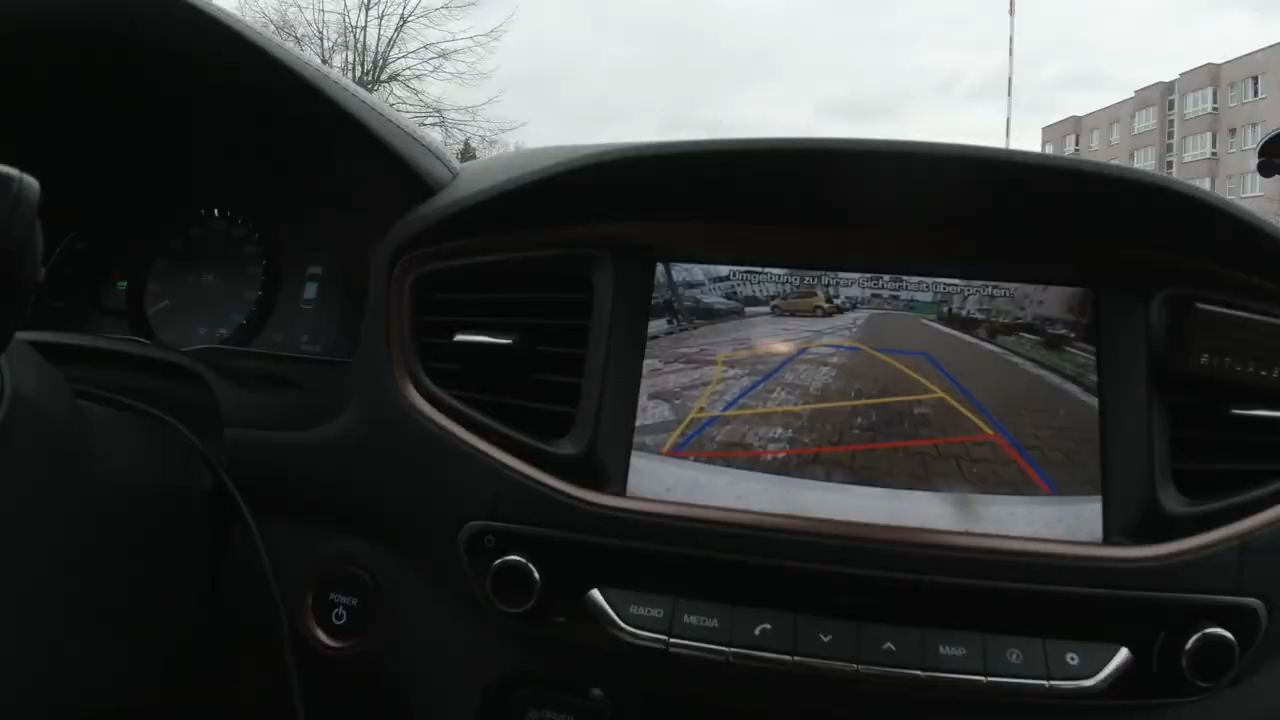 Umgebung zu Ihrer Sicherheit überprüfen.
POWER
RADIO
MEDIA
MAP